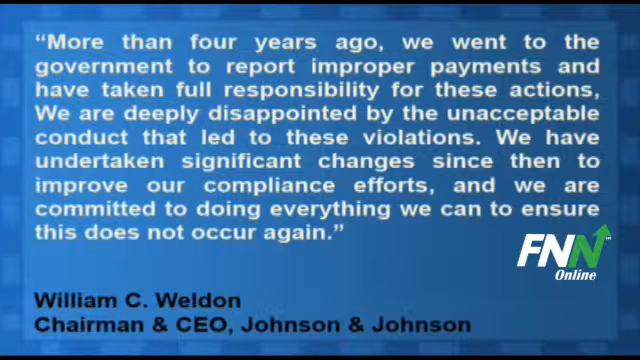 “More than four years ago, we went to the
government to report improper payments and
have taken full responsibility for these actions,
We are deeply disappointed by the unacceptable
conduct that led to these violations. We have
undertaken significant changes since then to
improve our compliance efforts, and we are
committed to doing everything we can to ensure
this does not occur again.”
FNN
Online
William C. Weldon
Chairman & CEO, Johnson & Johnson